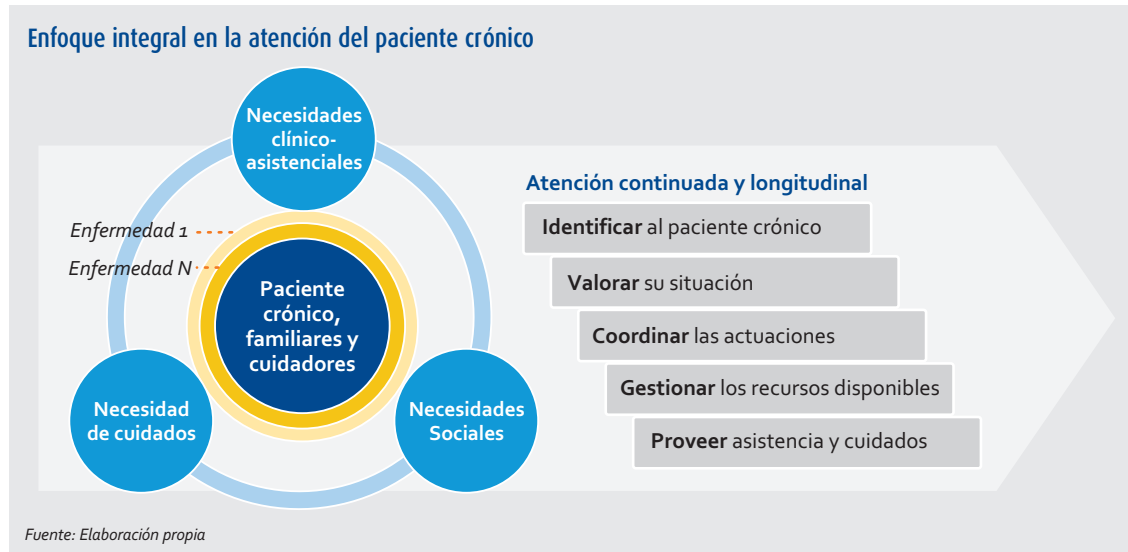 Enfoque integral en la atención del paciente crónico
Necesidades
clínico-
asistenciales
Enfermedad 1
Enfermedad N
Paciente
crónico,
familiares y
cuidadores
Necesidad
de cuidados
Necesidades
Sociales
Atención continuada y longitudinal
Identificar al paciente crónico
Valorar su situación
Coordinar las actuaciones
Gestionar los recursos disponibles
Proveer asistencia y cuidados
Fuente: Elaboración propia